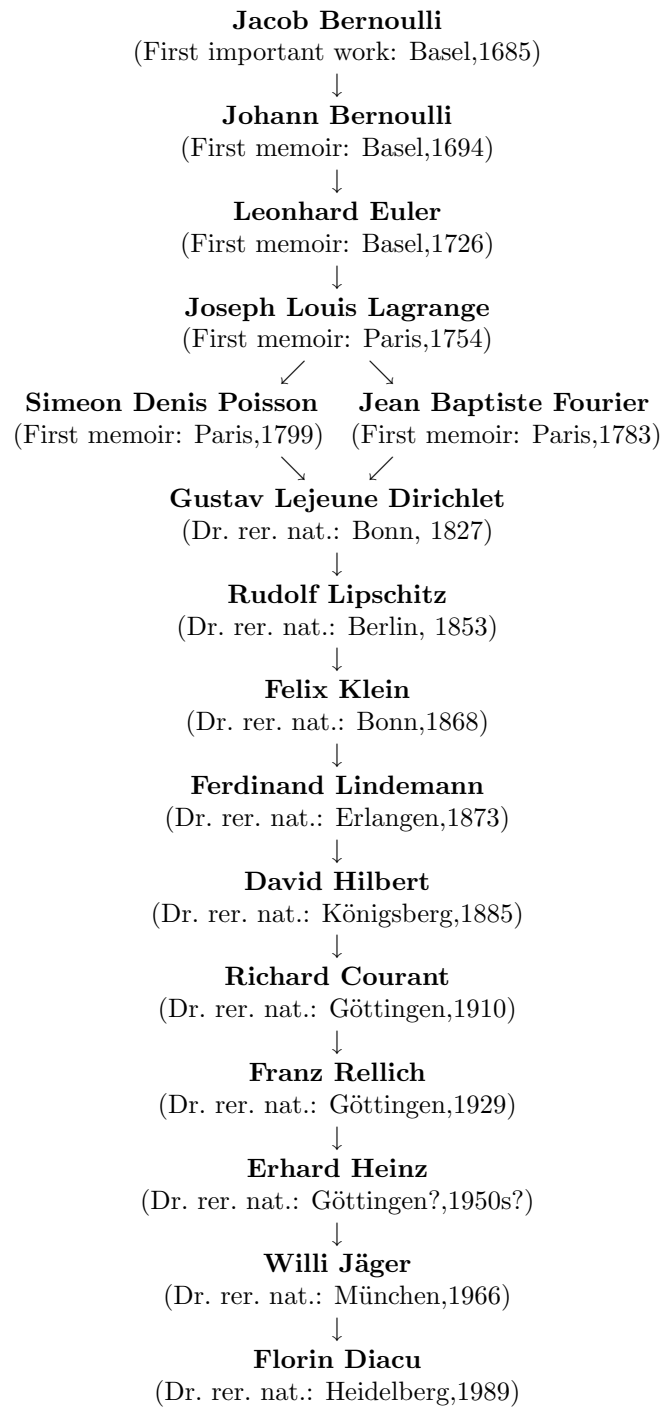 Jacob Bernoulli
(First important work: Basel,1685)
↓
Johann Bernoulli
(First memoir: Basel,1694)
↓
Leonhard Euler
(First memoir: Basel,1726)
↓
Joseph Louis Lagrange
(First memoir: Paris,1754)
↙ ↘
Simeon Denis Poisson Jean Baptiste Fourier
(First memoir: Paris,1799) (First memoir: Paris,1783)
↘ ↙
Gustav Lejeune Dirichlet
(Dr. rer. nat.: Bonn, 1827)
↓
Rudolf Lipschitz
(Dr. rer. nat.: Berlin, 1853)
↓
Felix Klein
(Dr. rer. nat.: Bonn,1868)
↓
Ferdinand Lindemann
(Dr. rer. nat.: Erlangen,1873)
↓
David Hilbert
(Dr. rer. nat.: Königsberg,1885)
↓
Richard Courant
(Dr. rer. nat.: Göttingen,1910)
↓
Franz Rellich
(Dr. rer. nat.: Göttingen,1929)
↓
Erhard Heinz
(Dr. rer. nat.: Göttingen?,1950s?)
↓
Willi Jäger
(Dr. rer. nat.: München,1966)
↓
Florin Diacu
(Dr. rer. nat.: Heidelberg,1989)